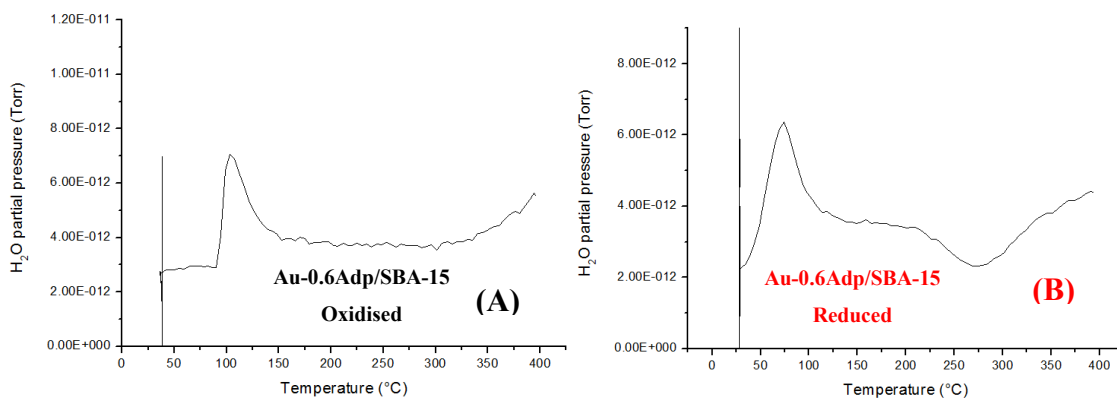 1.20E-011
1.00E-011
8.00E-012
6.00E-012
4.00E-012
2.00E-012
0.00E+000
H₂O partial pressure (Torr)
Au-0.6Adp/SBA-15
Oxidised
(A)
0 50 100 150 200 250 300 350 400
Temperature (°C)
8.00E-012
6.00E-012
4.00E-012
2.00E-012
0.00E+000
H₂O partial pressure (Torr)
Au-0.6Adp/SBA-15
Reduced
(B)
0 50 100 150 200 250 300 350 400
Temperature (°C)